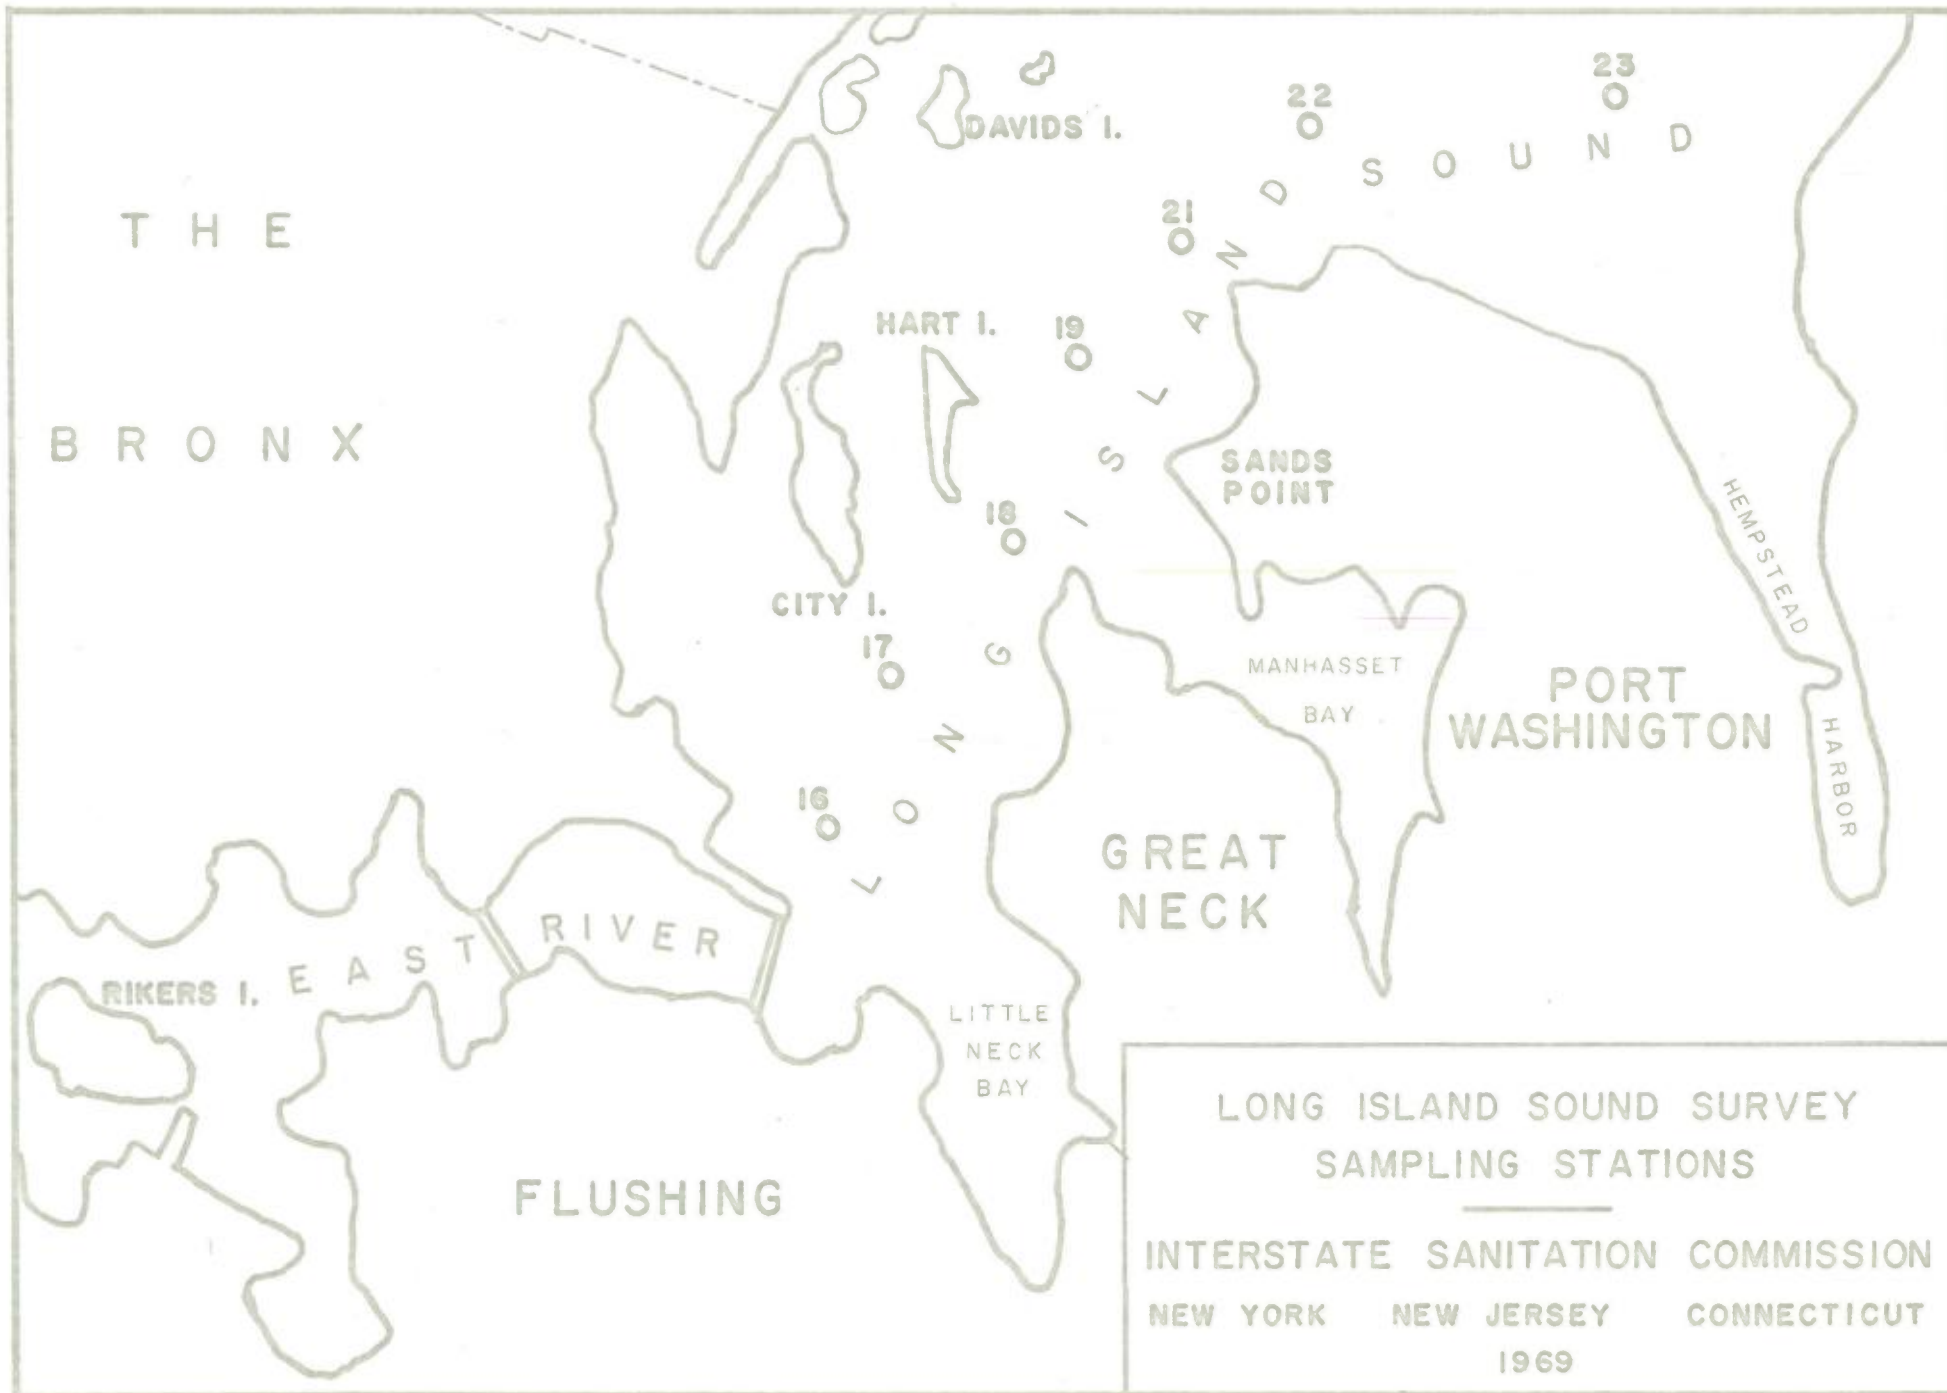 23
22
DAVIDS I.
21
THE
BRONX
HART I.
19
SANDS
POINT
18
CITY I.
17
16
LONG ISLAND SOUND
HEMPSTEAD
HARBOR
MANHASSET
BAY
PORT
WASHINGTON
GREAT
NECK
EAST RIVER
RIKERS I.
LITTLE
NECK
BAY
FLUSHING
LONG ISLAND SOUND SURVEY
SAMPLING STATIONS
INTERSTATE SANITATION COMMISSION
NEW YORK NEW JERSEY CONNECTICUT
1969